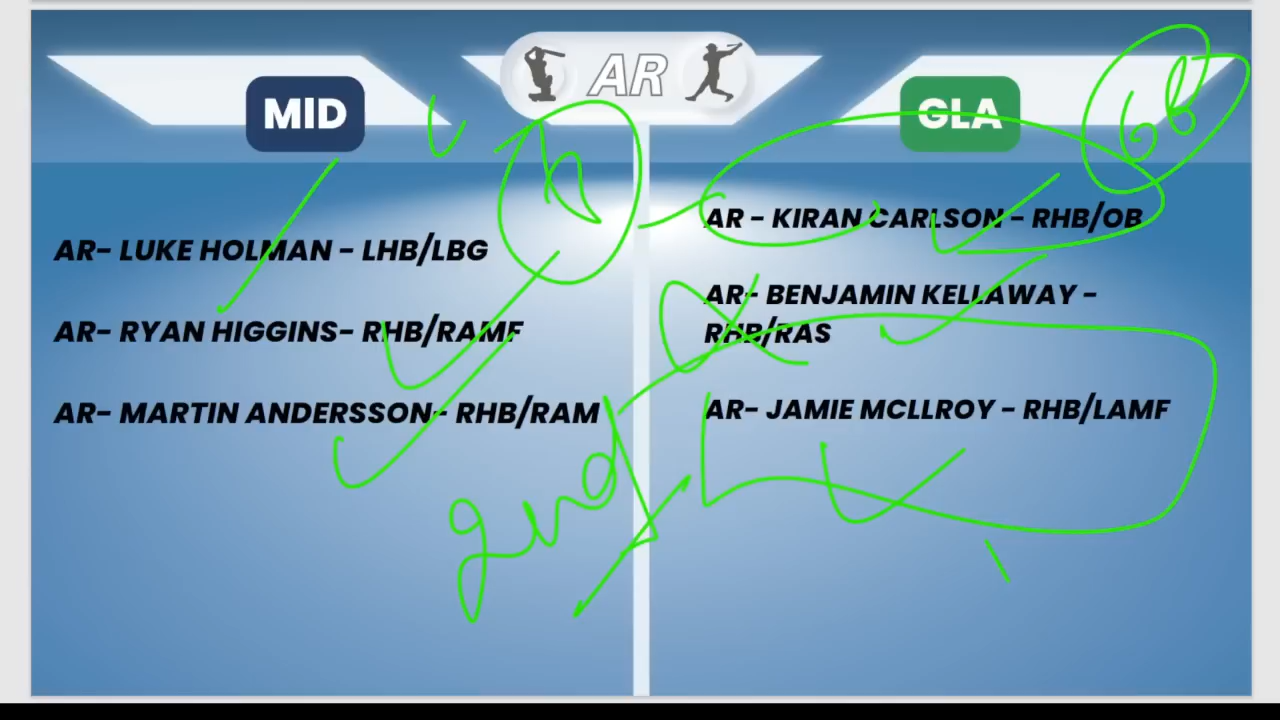 AR
MID
GLA
AR- LUKE HOLMAN - LHB/LBG
AR- RYAN HIGGINS- RHB/RAMF
AR- MARTIN ANDERSSON- RHB/RAM
AR - KIRAN CARLSON - RHB/OB
AR- BENJAMIN KELLAWAY -
RHB/RAS
AR- JAMIE MCLLROY - RHB/LAMF